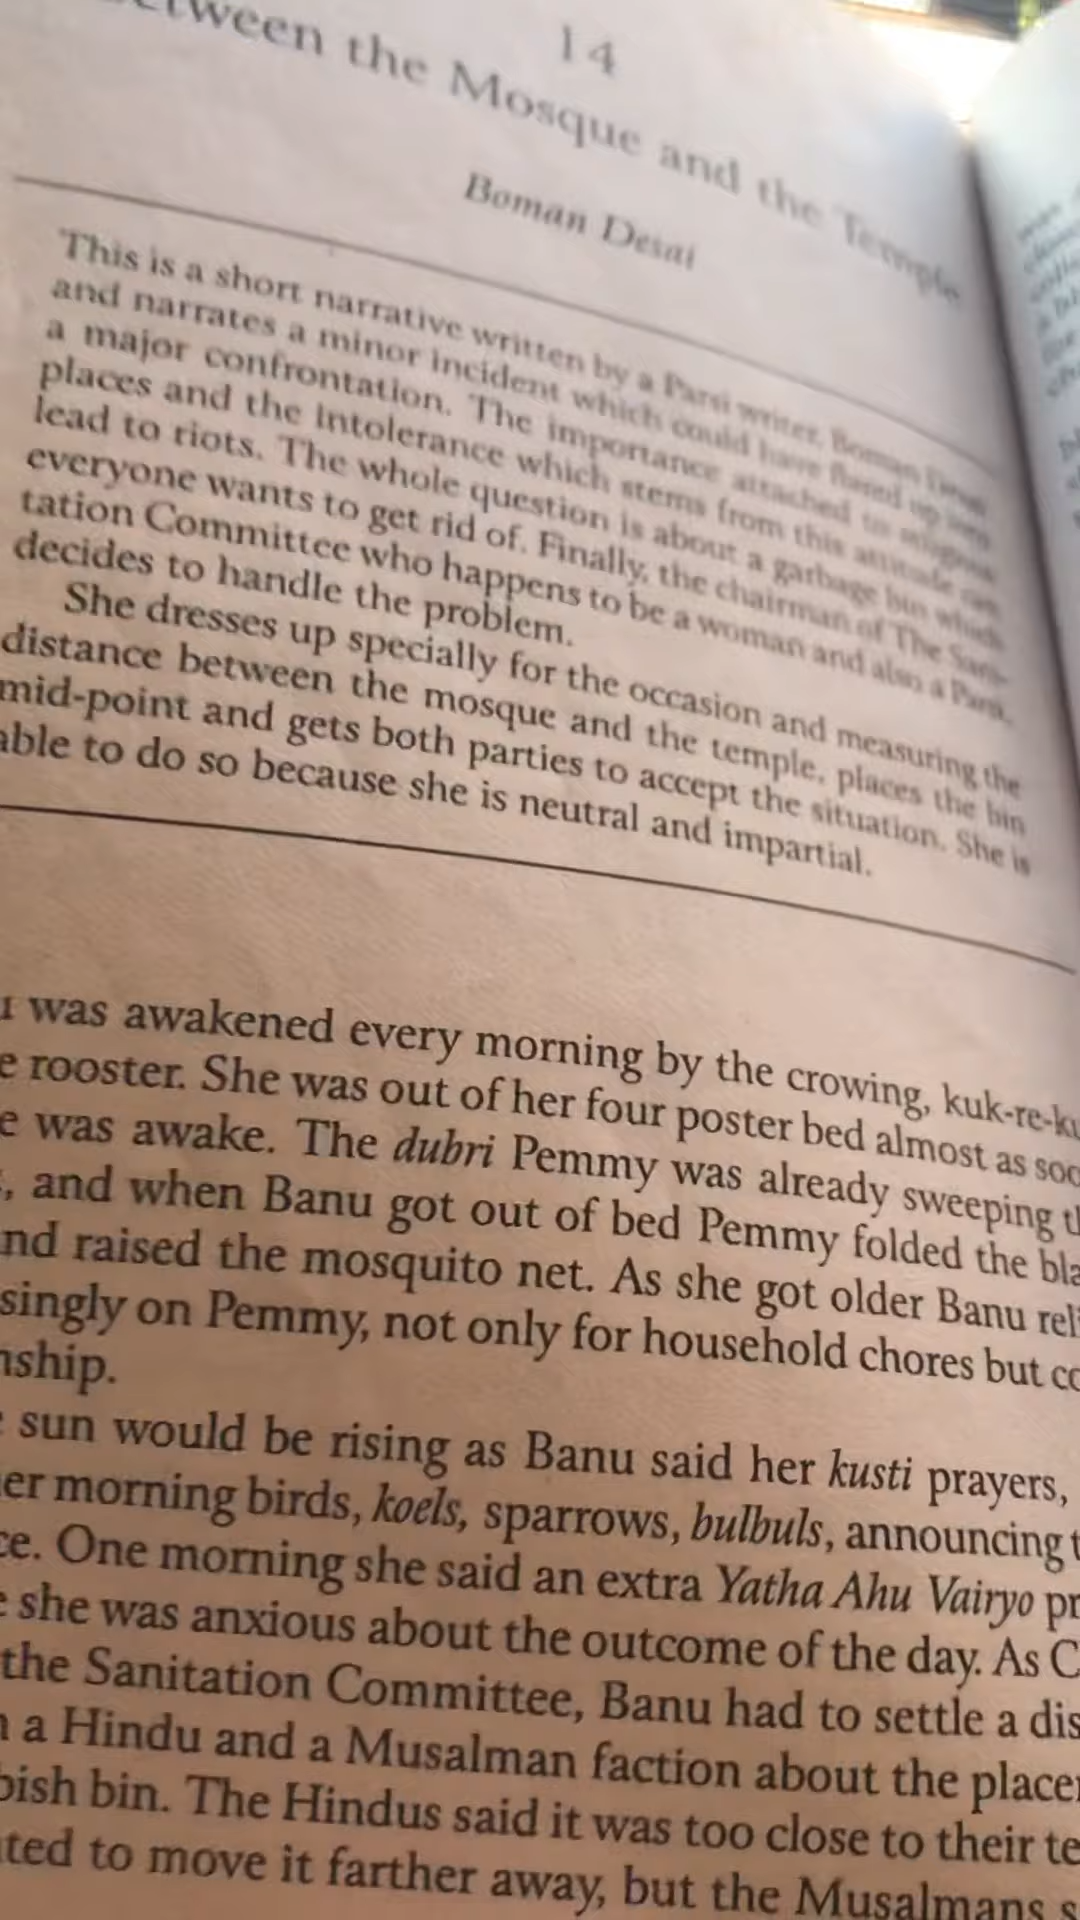 14
tween the Mosque and the Temple
Boman Desai
This is a short narrative written by a Parsi writer, Boman Desai
and narrates a minor incident which could have flared up into
a major confrontation. The importance attached to religious
places and the intolerance which stems from this attitude can
lead to riots. The whole question is about a garbage bin which
everyone wants to get rid of. Finally, the chairman of The Sani-
tation Committee who happens to be a woman and also a Parsi,
decides to handle the problem.
She dresses up specially for the occasion and measuring the
distance between the mosque and the temple, places the bin
mid-point and gets both parties to accept the situation. She is
able to do so because she is neutral and impartial.
u was awakened every morning by the crowing, kuk-re-ku
e rooster. She was out of her four poster bed almost as soo
e was awake. The dubri Pemmy was already sweeping th
, and when Banu got out of bed Pemmy folded the bla
nd raised the mosquito net. As she got older Banu reli
singly on Pemmy, not only for household chores but co
nship.
sun would be rising as Banu said her kusti prayers,
er morning birds, koels, sparrows, bulbuls, announcing t
ce. One morning she said an extra Yatha Ahu Vairyo pr
e she was anxious about the outcome of the day. As C
the Sanitation Committee, Banu had to settle a dis
n a Hindu and a Musalman faction about the placem
bish bin. The Hindus said it was too close to their te
ted to move it farther away, but the Musalmans s